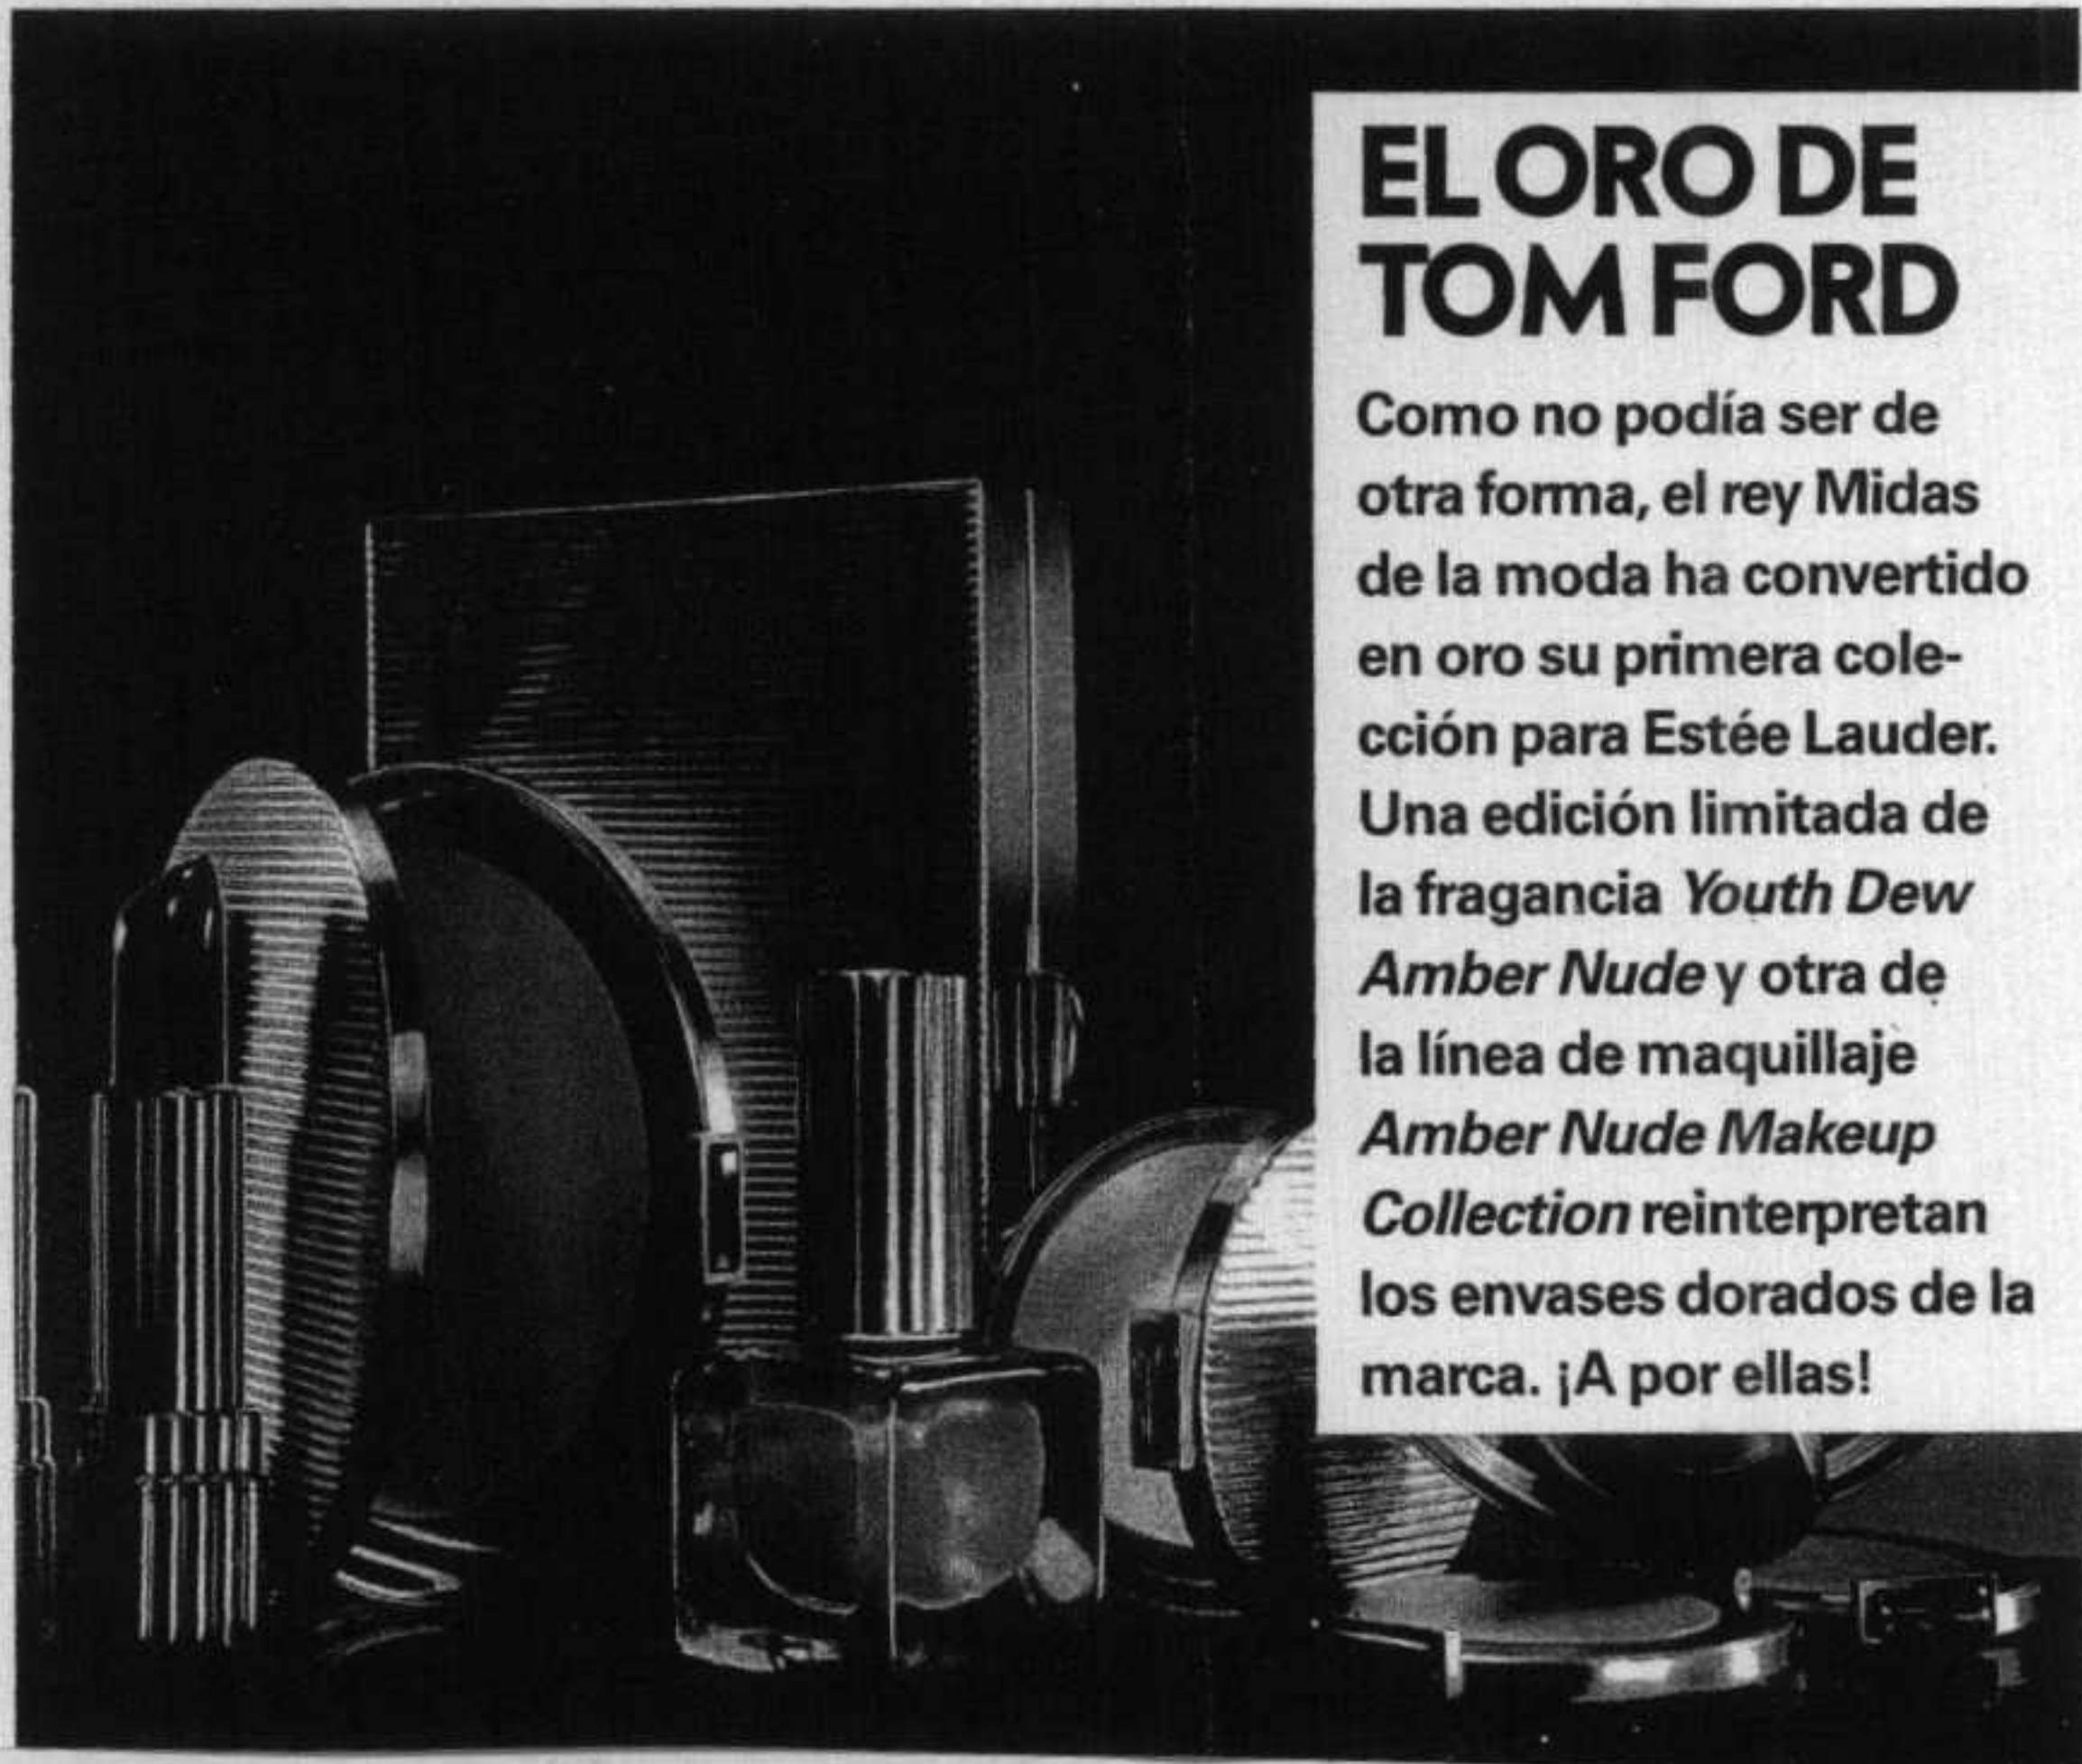 EL ORO DE
TOM FORD
Como no podía ser de
otra forma, el rey Midas
de la moda ha convertido
en oro su primera cole-
cción para Estée Lauder.
Una edición limitada de
la fragancia Youth Dew
Amber Nude y otra de
la línea de maquillaje
Amber Nude Makeup
Collection reinterpretan
los envases dorados de la
marca. ¡A por ellas!